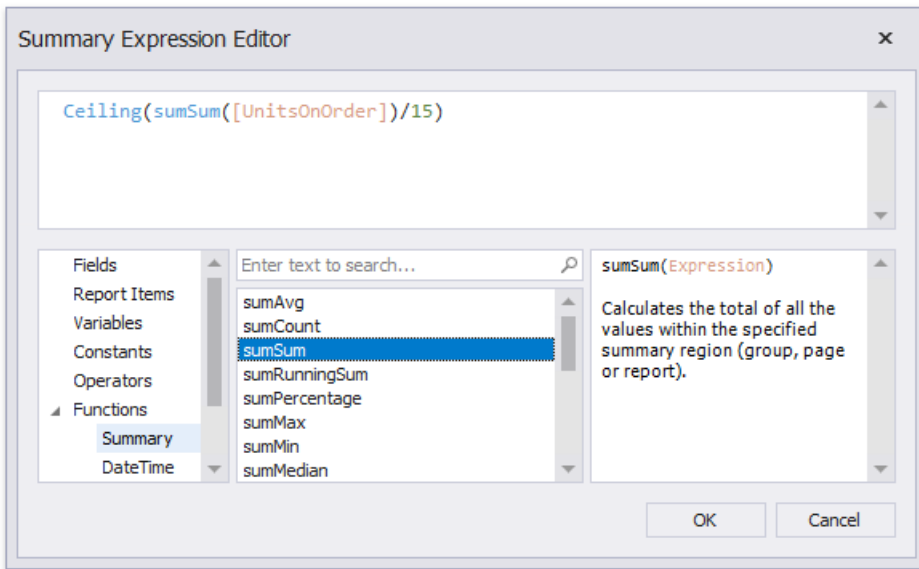 Summary Expression Editor
Ceiling(sumSum([UnitsOnOrder])/15)
Fields
Report Items
Variables
Constants
Operators
Functions
Summary
DateTime
Enter text to search...
sumAvg
sumCount
sumSum
sumRunningSum
sumPercentage
sumMax
sumMin
sumMedian
sumSum(Expression)
Calculates the total of all the
values within the specified
summary region (group, page
or report).
OK
Cancel